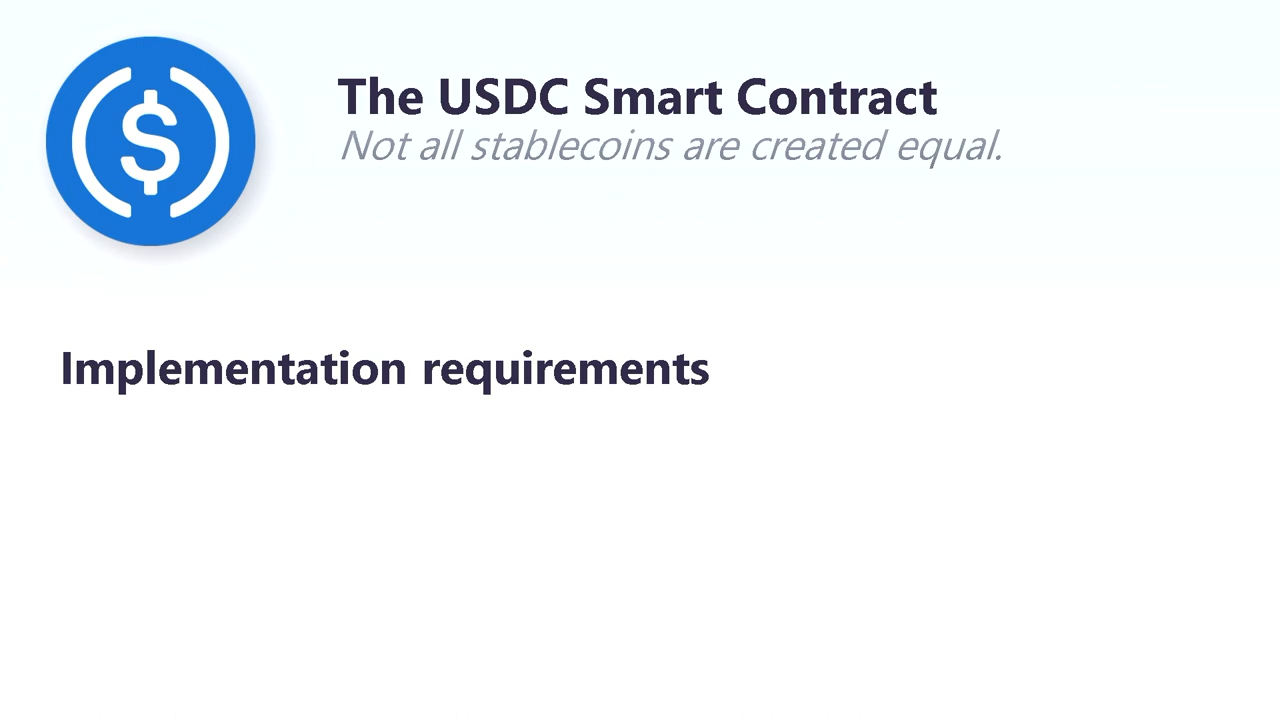 The USDC Smart Contract
Not all stablecoins are created equal.
Implementation requirements